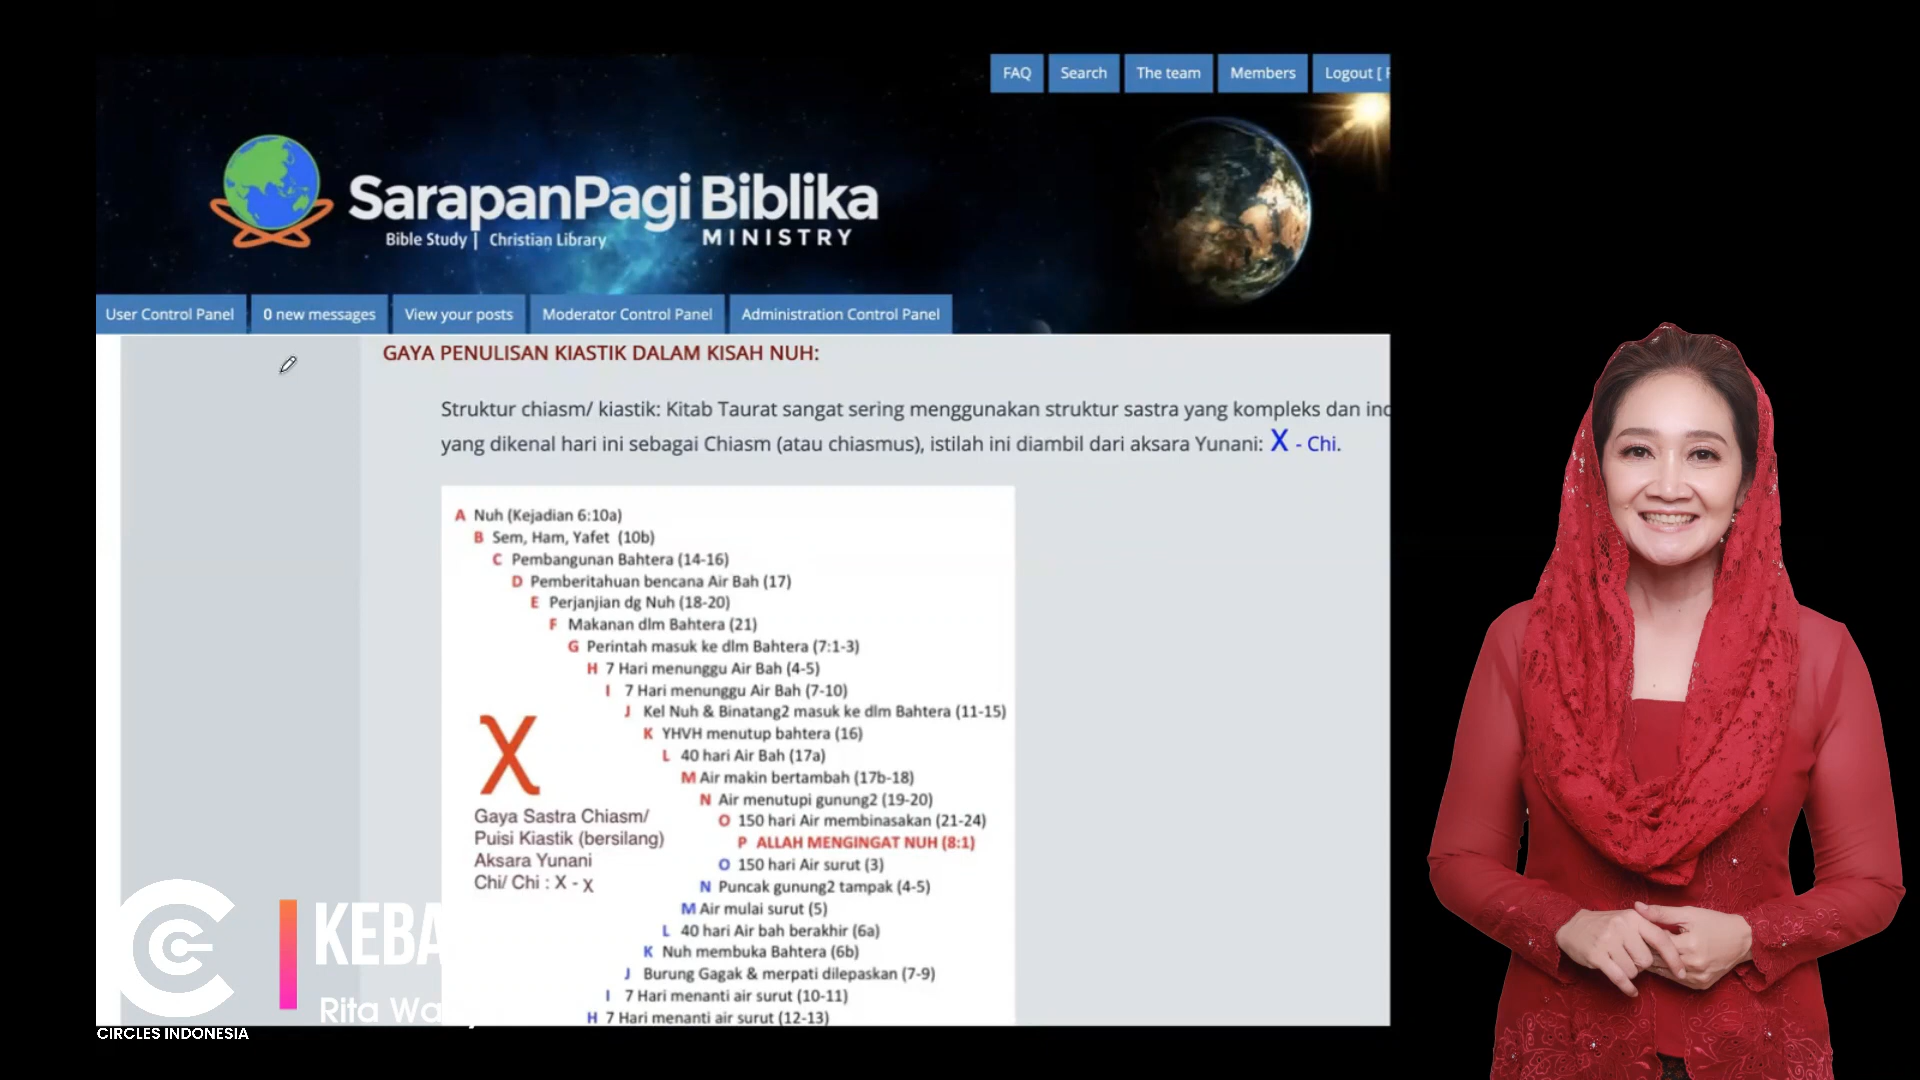 FAQ Search The team Members Logout [
SarapanPagi Biblika
Bible Study | Christian Library MINISTRY
User Control Panel 0 new messages View your posts Moderator Control Panel Administration Control Panel
GAYA PENULISAN KIASTIK DALAM KISAH NUH:
Struktur chiasm/ kiastik: Kitab Taurat sangat sering menggunakan struktur sastra yang kompleks dan
yang dikenal hari ini sebagai Chiasm (atau chiasmus), istilah ini diambil dari aksara Yunani: X - Chi.
A Nuh (Kejadian 6:10a)
B Sem, Ham, Yafet (10b)
C Pembangunan Bahtera (14-16)
D Pemberitahuan bencana Air Bah (17)
E Perjanjian dg Nuh (18-20)
F Makanan dlm Bahtera (21)
G Perintah masuk ke dlm Bahtera (7:1-3)
H 7 Hari menunggu Air Bah (4-5)
I 7 Hari menunggu Air Bah (7-10)
J Kel Nuh & Binatang2 masuk ke dlm Bahtera (11-15)
K YHVH menutup bahtera (16)
L 40 hari Air Bah (17a)
M Air makin bertambah (17b-18)
N Air menutupi gunung2 (19-20)
O 150 hari Air membinasakan (21-24)
P ALLAH MENGINGAT NUH (8:1)
O 150 hari Air surut (3)
N Puncak gunung2 tampak (4-5)
M Air mulai surut (5)
L 40 hari Air bah berakhir (6a)
K Nuh membuka Bahtera (6b)
J Burung Gagak & merpati dilepaskan (7-9)
I 7 Hari menanti air surut (10-11)
H 7 Hari menanti air surut (12-13)
X
Gaya Sastra Chiasm/
Puisi Kiastik (bersilang)
Aksara Yunani
Chi/ Chi : X - χ
KEBA
Rita Wa
CIRCLES INDONESIA